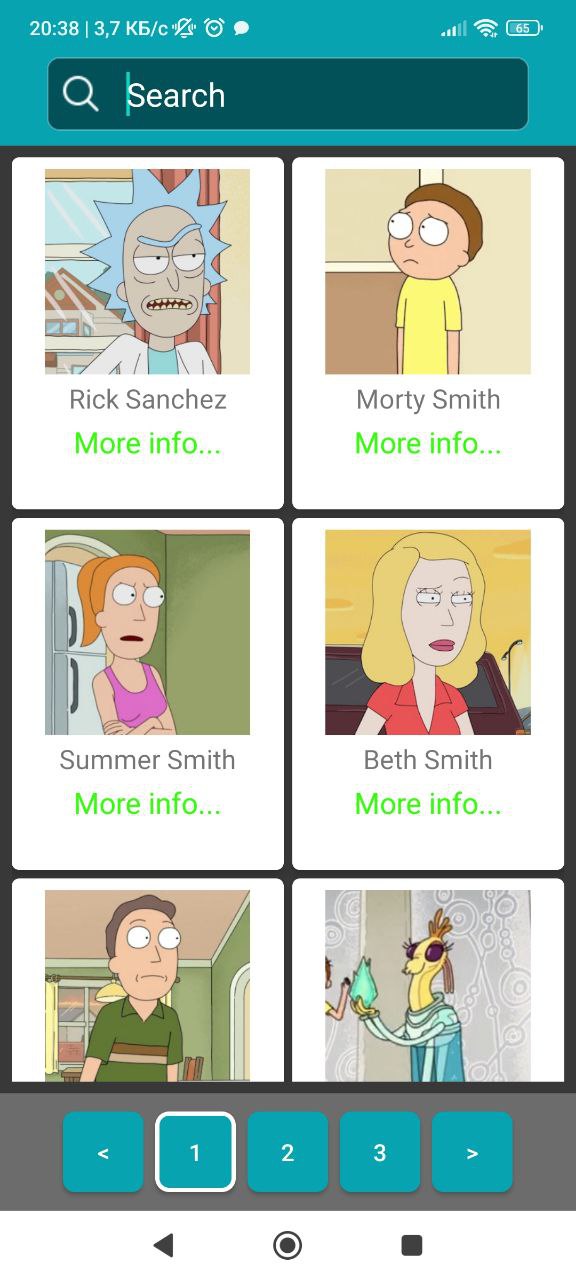 20:38 | 3,7 КБ/с
65
Search
Rick Sanchez
More info...
Morty Smith
More info...
Summer Smith
More info...
Beth Smith
More info...
< 1 2 3 >